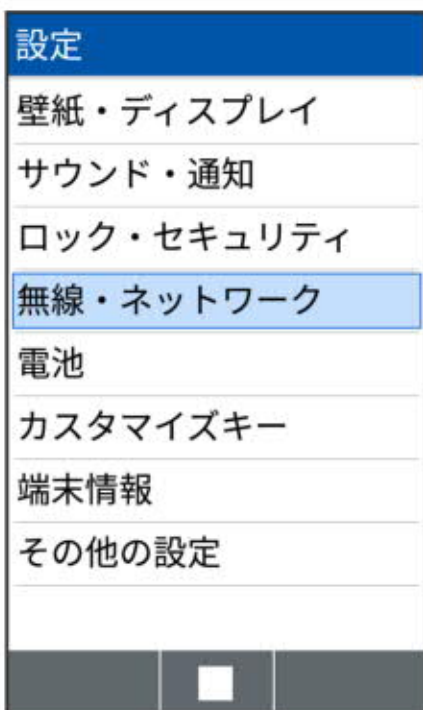 設定
壁紙・ディスプレイ
サウンド・通知
ロック・セキュリティ
無線・ネットワーク
電池
カスタマイズキー
端末情報
その他の設定